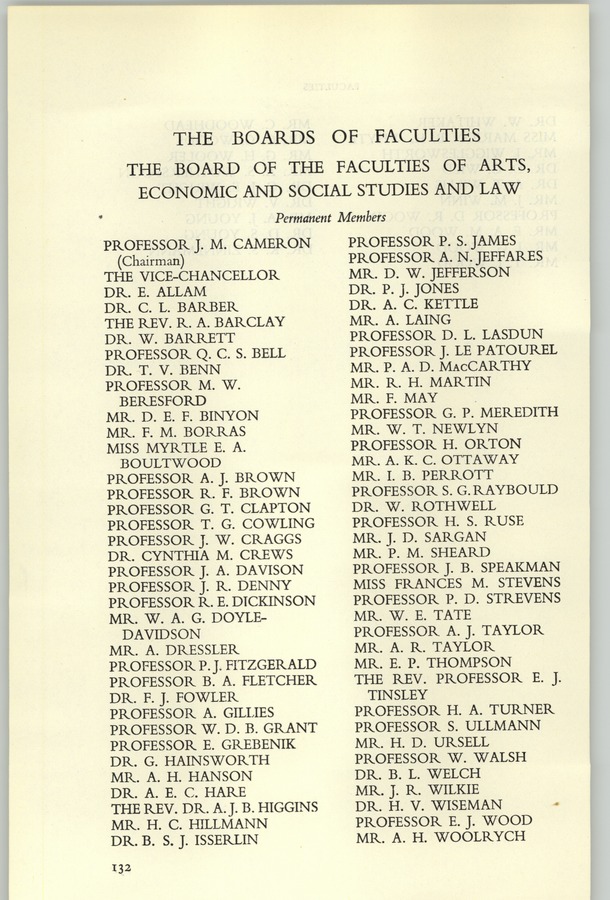 THE BOARDS OF FACULTIES
THE BOARD OF THE FACULTIES OF ARTS,
ECONOMIC AND SOCIAL STUDIES AND LAW
Permanent Members
PROFESSOR J. M. CAMERON
(Chairman)
THE VICE-CHANCELLOR
DR. E. ALLAM
DR. C. L. BARBER
THE REV. R. A. BARCLAY
DR. W. BARRETT
PROFESSOR Q. C. S. BELL
DR. T. V. BENN
PROFESSOR M. W.
BERESFORD
MR. D. E. F. BINYON
MR. F. M. BORRAS
MISS MYRTLE E. A.
BOULTWOOD
PROFESSOR A. J. BROWN
PROFESSOR R. F. BROWN
PROFESSOR G. T. CLAPTON
PROFESSOR T. G. COWLING
PROFESSOR J. W. CRAGGS
DR. CYNTHIA M. CREWS
PROFESSOR J. A. DAVISON
PROFESSOR J. R. DENNY
PROFESSOR R. E. DICKINSON
MR. W. A. G. DOYLE-
DAVIDSON
MR. A. DRESSLER
PROFESSOR P. J. FITZGERALD
PROFESSOR B. A. FLETCHER
DR. F. J. FOWLER
PROFESSOR A. GILLIES
PROFESSOR W. D. B. GRANT
PROFESSOR E. GREBENIK
DR. G. HAINSWORTH
MR. A. H. HANSON
DR. A. E. C. HARE
THE REV. DR. A. J. B. HIGGINS
MR. H. C. HILLMANN
DR. B. S. J. ISSERLIN
PROFESSOR P. S. JAMES
PROFESSOR A. N. JEFFARES
MR. D. W. JEFFERSON
DR. P. J. JONES
DR. A. C. KETTLE
MR. A. LAING
PROFESSOR D. L. LASDUN
PROFESSOR J. LE PATOUREL
MR. P. A. D. MacCARTHY
MR. R. H. MARTIN
MR. F. MAY
PROFESSOR G. P. MEREDITH
MR. W. T. NEWLYN
PROFESSOR H. ORTON
MR. A. K. C. OTTAWAY
MR. I. B. PERROTT
PROFESSOR S. G. RAYBOULD
DR. W. ROTHWELL
PROFESSOR H. S. RUSE
MR. J. D. SARGAN
MR. P. M. SHEARD
PROFESSOR J. B. SPEAKMAN
MISS FRANCES M. STEVENS
PROFESSOR P. D. STREVENS
MR. W. E. TATE
PROFESSOR A. J. TAYLOR
MR. A. R. TAYLOR
MR. E. P. THOMPSON
THE REV. PROFESSOR E. J.
TINSLEY
PROFESSOR H. A. TURNER
PROFESSOR S. ULLMANN
MR. H. D. URSELL
PROFESSOR W. WALSH
DR. B. L. WELCH
MR. J. R. WILKIE
DR. H. V. WISEMAN
PROFESSOR E. J. WOOD
MR. A. H. WOOLRYCH
132